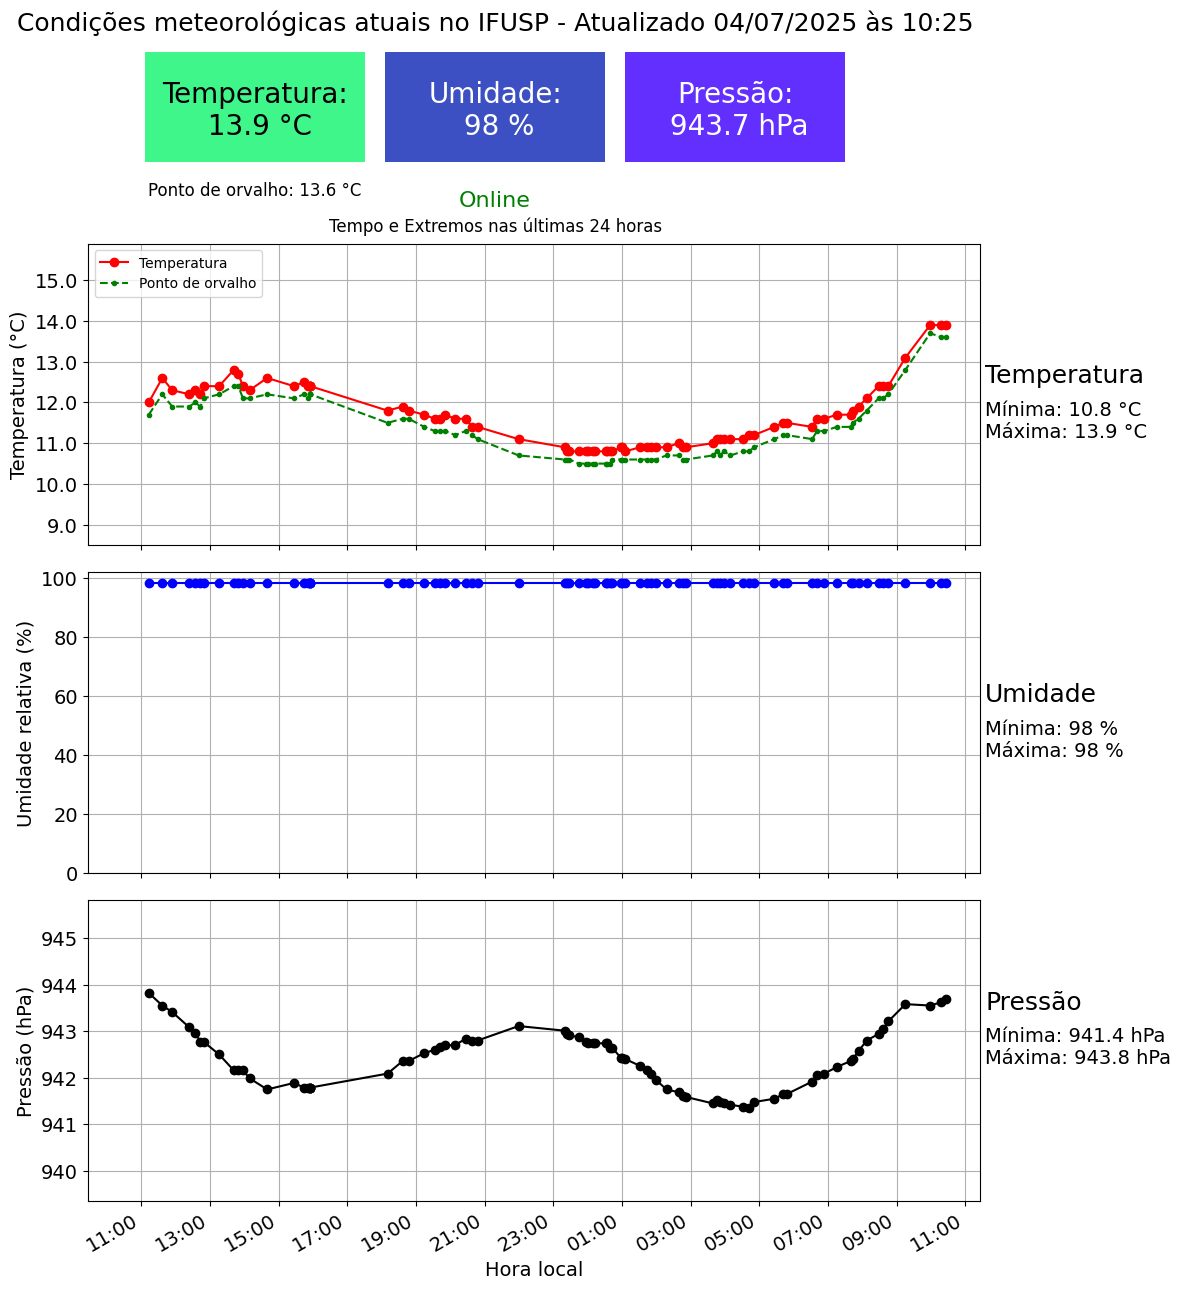 Condições meteorológicas atuais no IFUSP - Atualizado 04/07/2025 às 10:25
Temperatura:
13.9 °C
Umidade:
98 %
Pressão:
943.7 hPa
Ponto de orvalho: 13.6 °C
Online
Tempo e Extremos nas últimas 24 horas
Temperatura
Ponto de orvalho
Temperatura (°C)
15.0
14.0
13.0
12.0
11.0
10.0
9.0
Temperatura
Mínima: 10.8 °C
Máxima: 13.9 °C
Umidade relativa (%)
100
80
60
40
20
0
Umidade
Mínima: 98 %
Máxima: 98 %
Pressão (hPa)
945
944
943
942
941
940
Pressão
Mínima: 941.4 hPa
Máxima: 943.8 hPa
11:00
13:00
15:00
17:00
19:00
21:00
23:00
01:00
03:00
05:00
07:00
09:00
11:00
Hora local